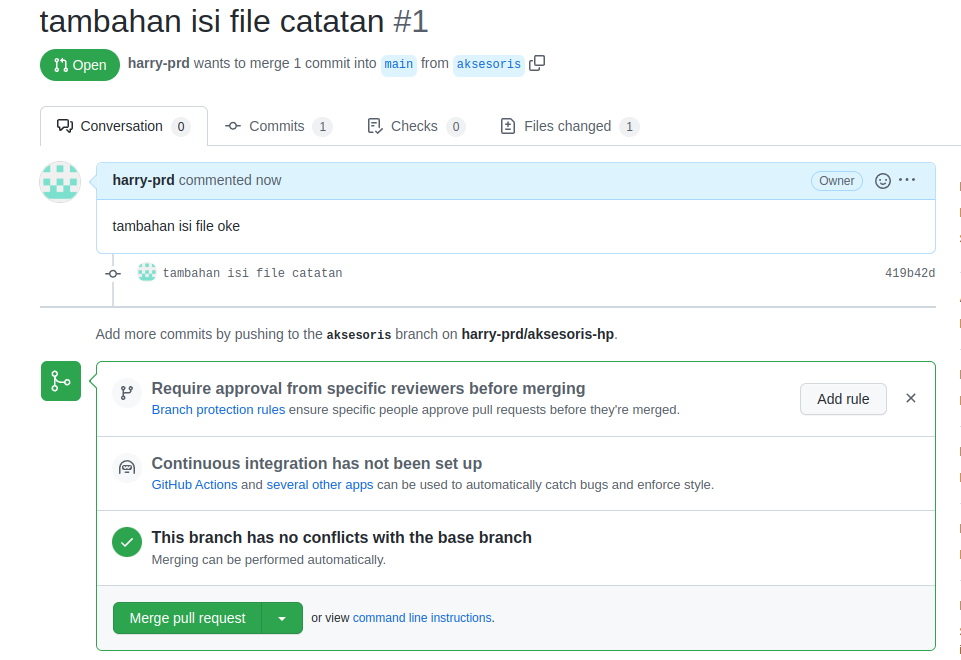 tambahan isi file catatan #1
Open harry-prd wants to merge 1 commit into main from aksesoris
Conversation 0 Commits 1 Checks 0 Files changed 1
harry-prd commented now Owner
tambahan isi file oke
tambahan isi file catatan 419b42d
Add more commits by pushing to the aksesoris branch on harry-prd/aksesoris-hp.
Require approval from specific reviewers before merging
Branch protection rules ensure specific people approve pull requests before they're merged.
Add rule
Continuous integration has not been set up
GitHub Actions and several other apps can be used to automatically catch bugs and enforce style.
This branch has no conflicts with the base branch
Merging can be performed automatically.
Merge pull request or view command line instructions.